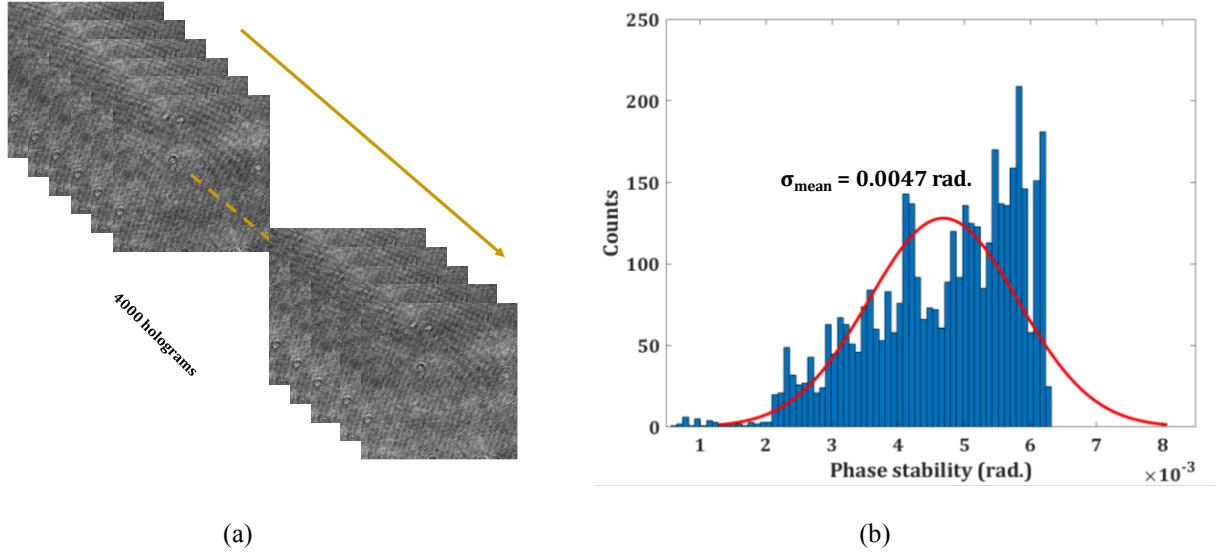 4000 holograms
250
200
150
100
50
0
Counts
σmean = 0.0047 rad.
1 2 3 4 5 6 7 8
Phase stability (rad.) ×10⁻³
(a) (b)